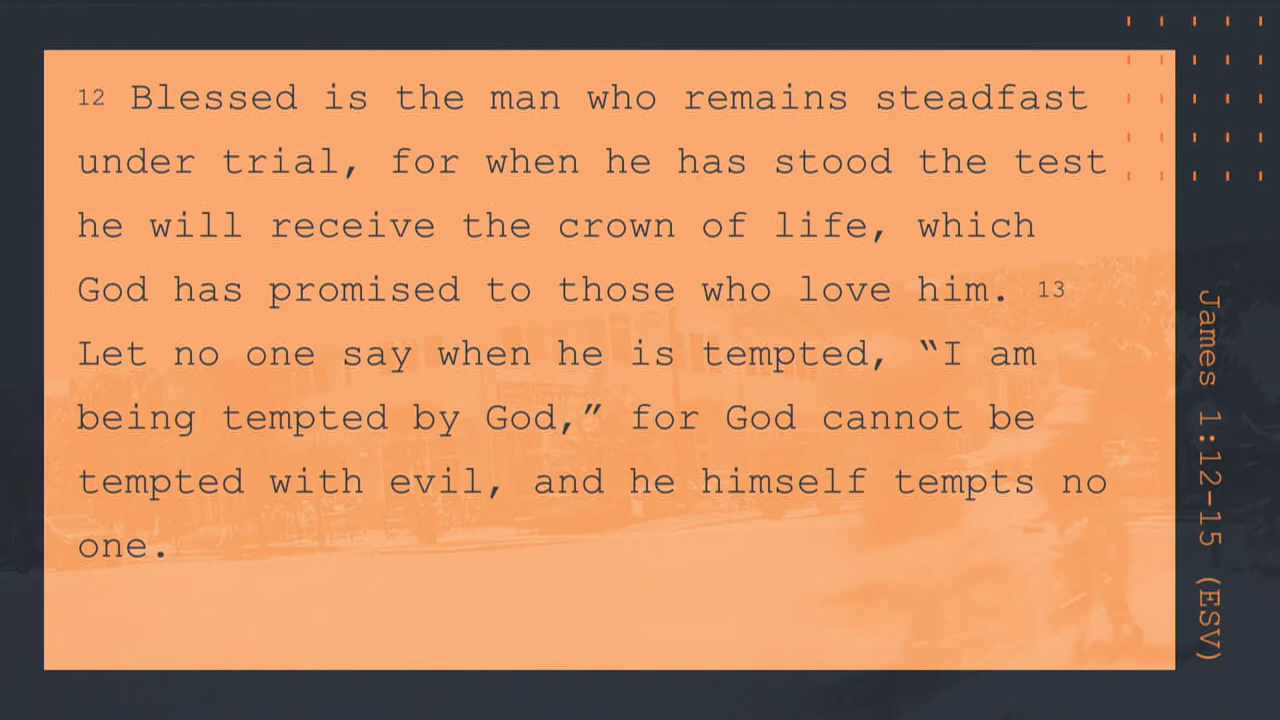 12 Blessed is the man who remains steadfast
under trial, for when he has stood the test
he will receive the crown of life, which
God has promised to those who love him. 13
Let no one say when he is tempted, “I am
being tempted by God,” for God cannot be
tempted with evil, and he himself tempts no
one.
James 1:12-15 (ESV)